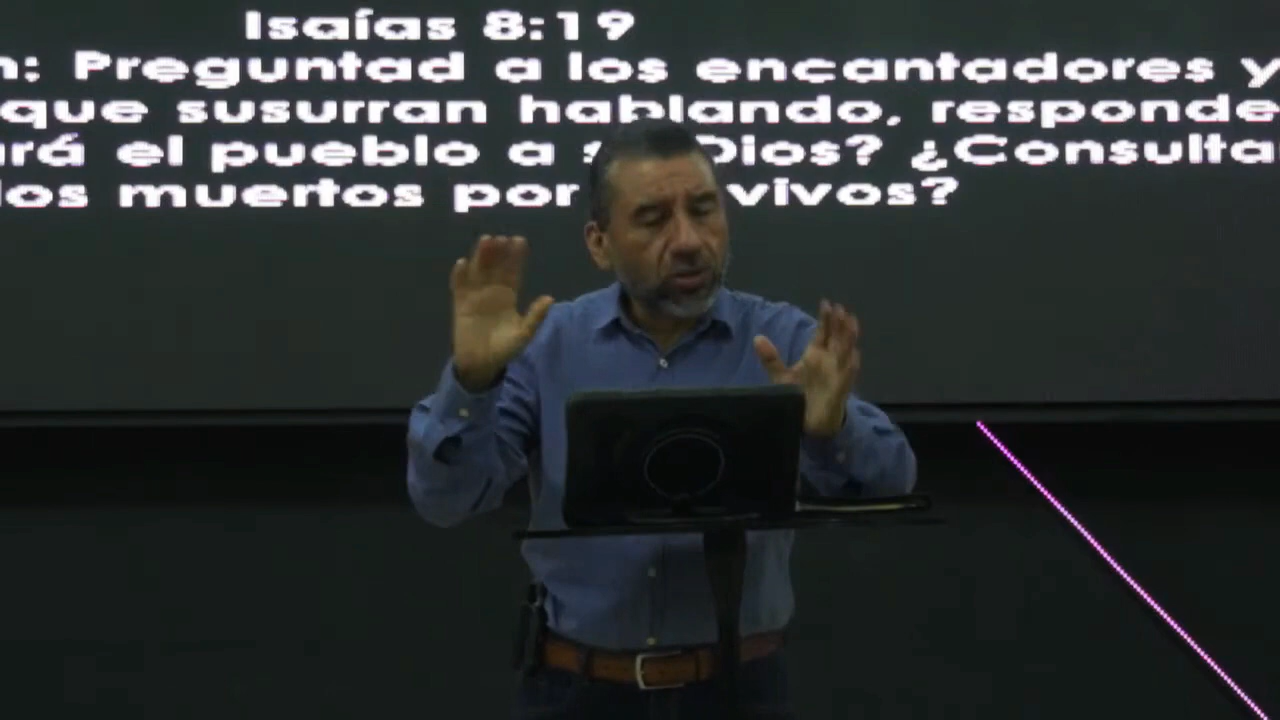 Isaías 8:19
: Preguntad a los encantadores y
que susurran hablando, responde
rá el pueblo a s Dios? ¿Consulta
los muertos por vivos?